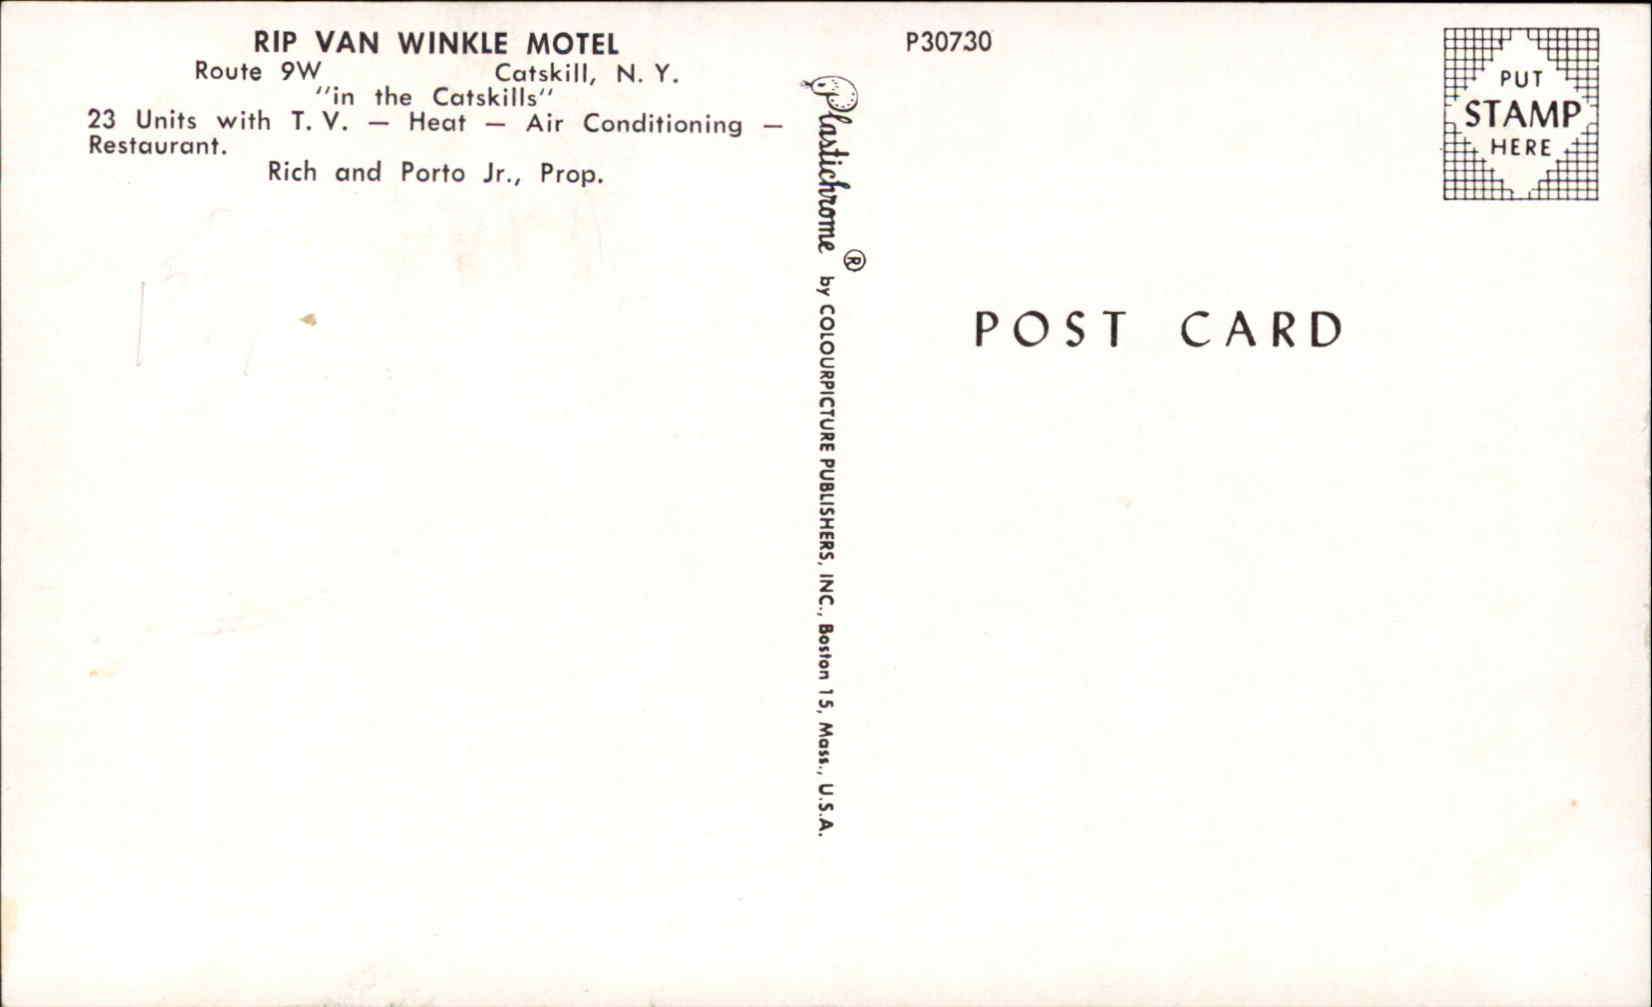 RIP VAN WINKLE MOTEL
Route 9W Catskill, N. Y.
"in the Catskills"
23 Units with T. V. — Heat — Air Conditioning —
Restaurant.
Rich and Porto Jr., Prop.
Plastichrome ® by COLOURPICTURE PUBLISHERS, INC., Boston 15, Mass., U.S.A.
P30730
PUT
STAMP
HERE
POST CARD